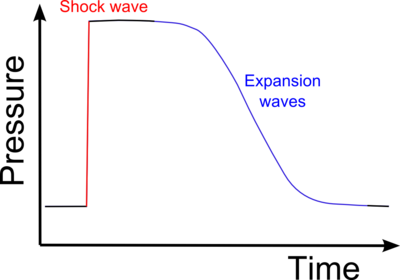 Shock wave
Expansion
waves
Pressure
Time